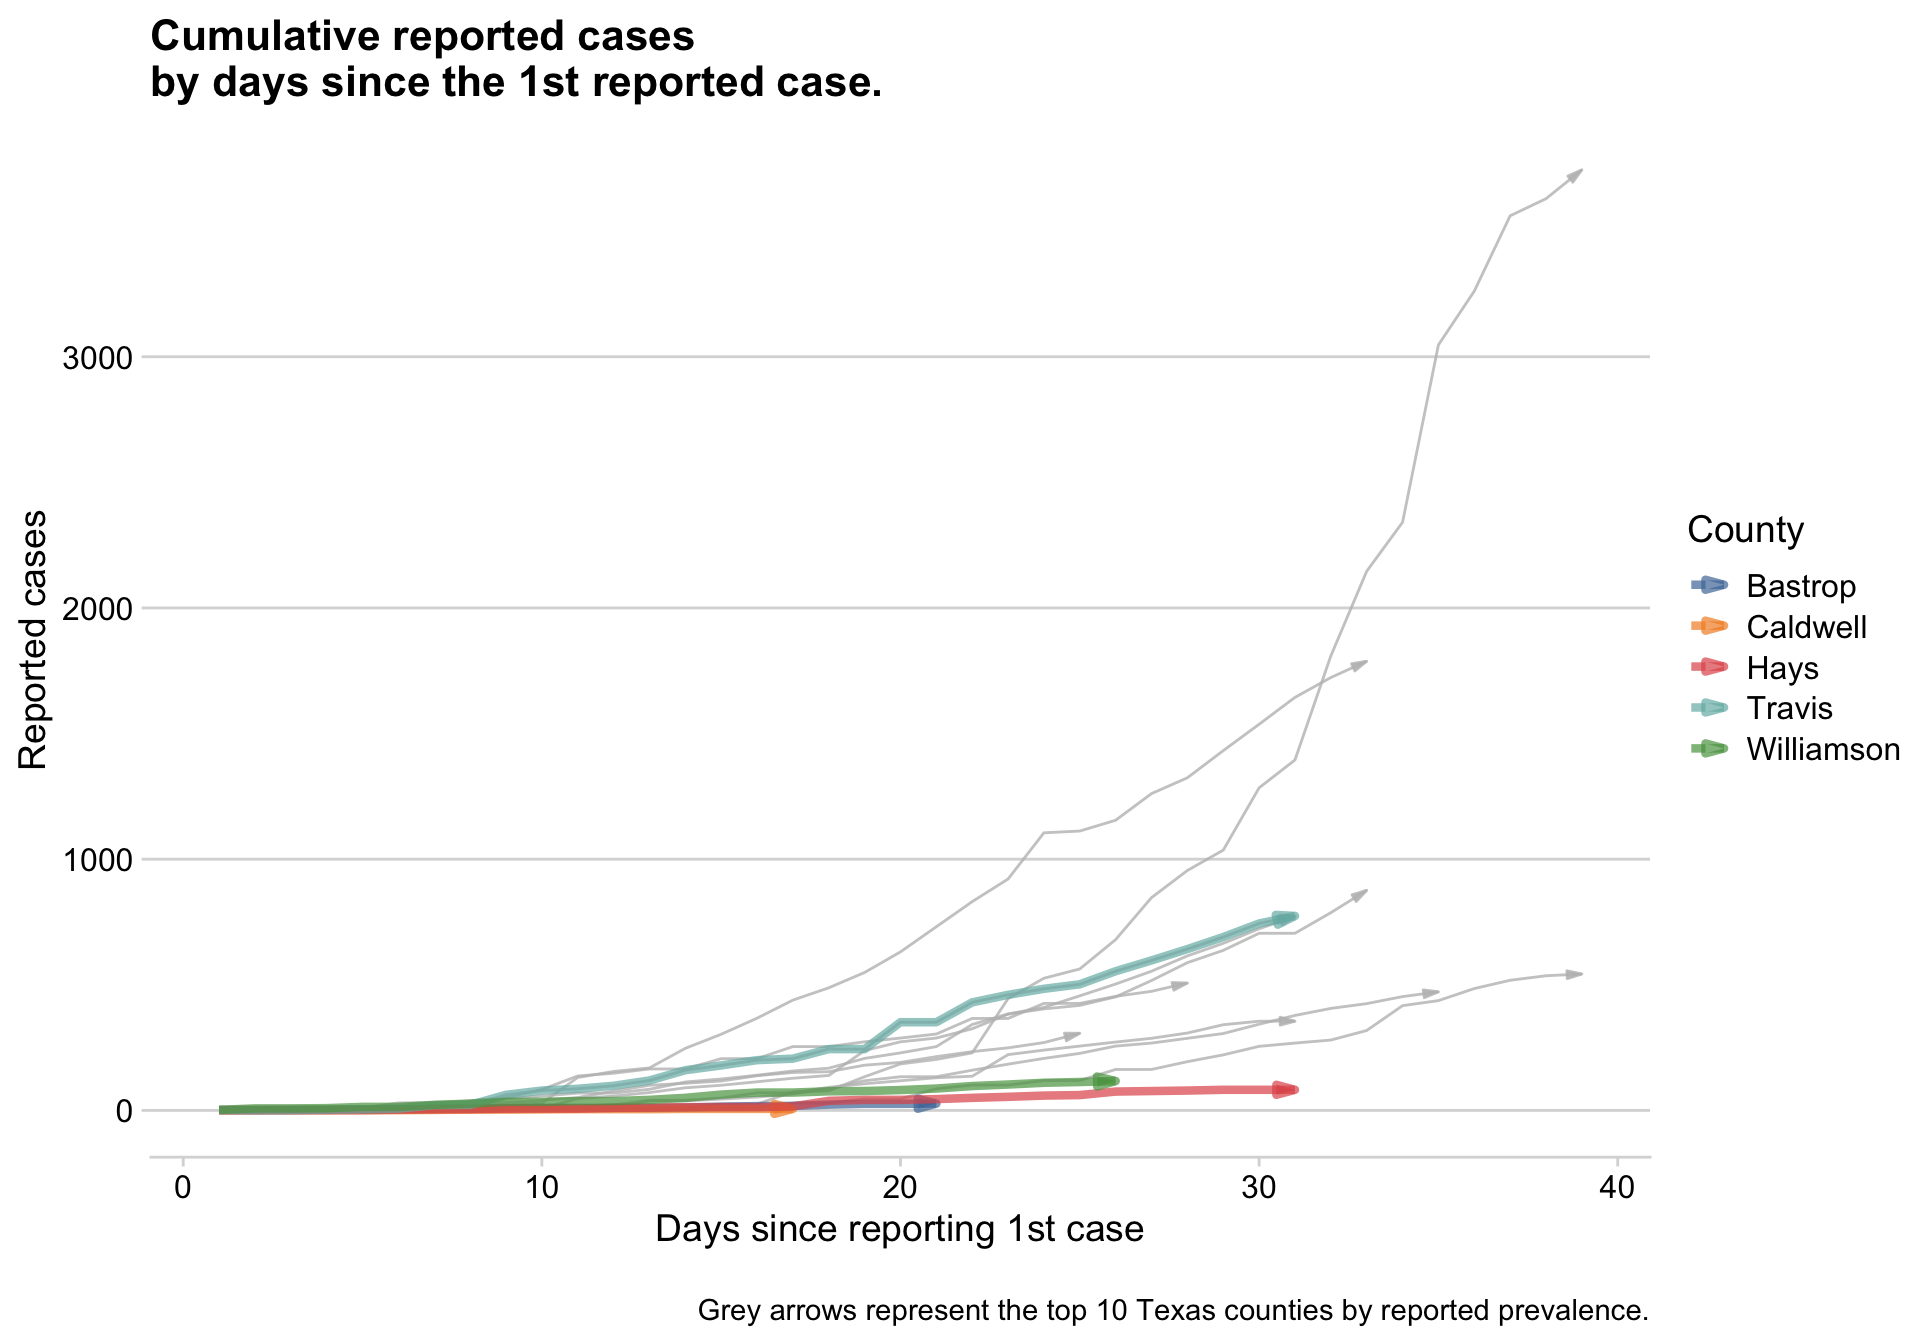 Cumulative reported cases
by days since the 1st reported case.
Reported cases
3000
2000
1000
0
0 10 20 30 40
Days since reporting 1st case
County
Bastrop
Caldwell
Hays
Travis
Williamson
Grey arrows represent the top 10 Texas counties by reported prevalence.